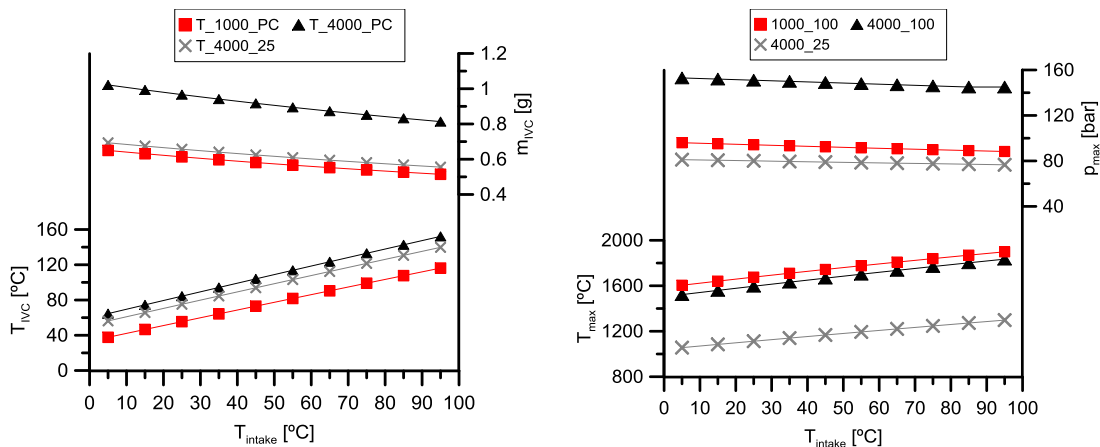 T_1000_PC T_4000_PC
T_4000_25
1.2
1
0.8
0.6
0.4
m_IVC [g]
160
120
80
40
0
T_IVC [ºC]
0 10 20 30 40 50 60 70 80 90 100
T_intake [ºC]
1000_100 4000_100
4000_25
160
120
80
40
p_max [bar]
2000
1600
1200
800
T_max [ºC]
0 10 20 30 40 50 60 70 80 90 100
T_intake [ºC]